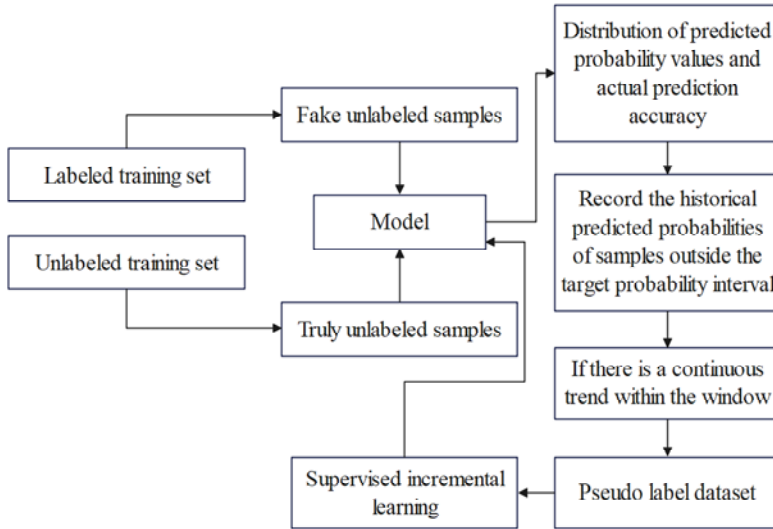 Distribution of predicted
probability values and
actual prediction
accuracy
Fake unlabeled samples
Labeled training set
Model
Record the historical
predicted probabilities
of samples outside the
target probability interval
Unlabeled training set
Truly unlabeled samples
If there is a continuous
trend within the window
Supervised incremental
learning
Pseudo label dataset